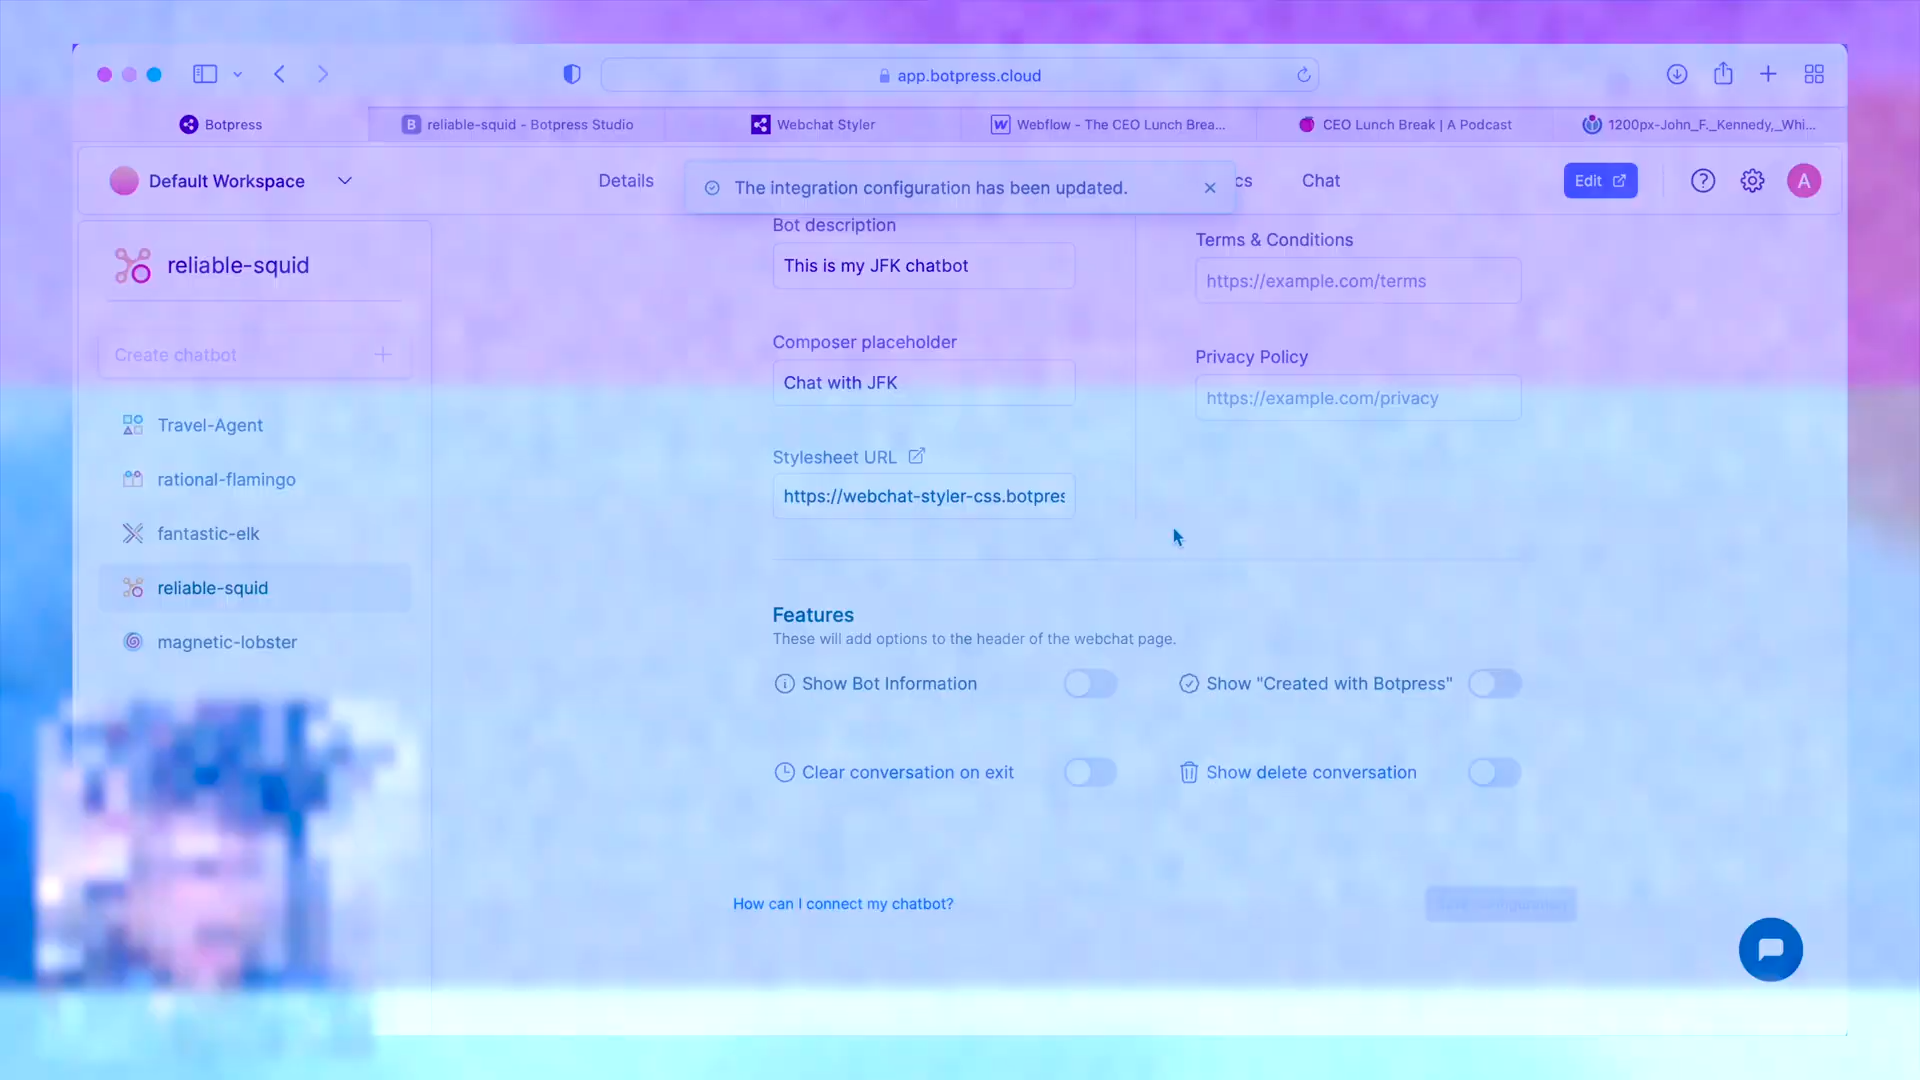 app.botpress.cloud
Botpress
reliable-squid - Botpress Studio
Webchat Styler
Webflow - The CEO Lunch Brea...
CEO Lunch Break | A Podcast
1200px-John_F._Kennedy,_Whi...
Default Workspace
Details
The integration configuration has been updated.
cs
Chat
Edit
A
reliable-squid
Create chatbot
Travel-Agent
rational-flamingo
fantastic-elk
reliable-squid
magnetic-lobster
Bot description
This is my JFK chatbot
Composer placeholder
Chat with JFK
Stylesheet URL
https://webchat-styler-css.botpres
Terms & Conditions
https://example.com/terms
Privacy Policy
https://example.com/privacy
Features
These will add options to the header of the webchat page.
Show Bot Information
Show "Created with Botpress"
Clear conversation on exit
Show delete conversation
How can I connect my chatbot?